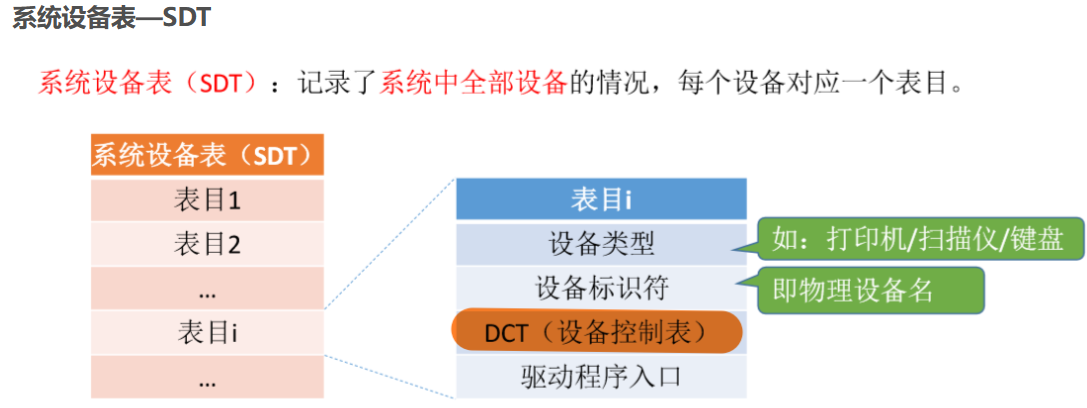 系统设备表—SDT
系统设备表（SDT）：记录了系统中全部设备的情况，每个设备对应一个表目。
系统设备表（SDT）
表目1
表目2
...
表目i
...
表目i
设备类型
设备标识符
DCT（设备控制表）
驱动程序入口
如：打印机/扫描仪/键盘
即物理设备名